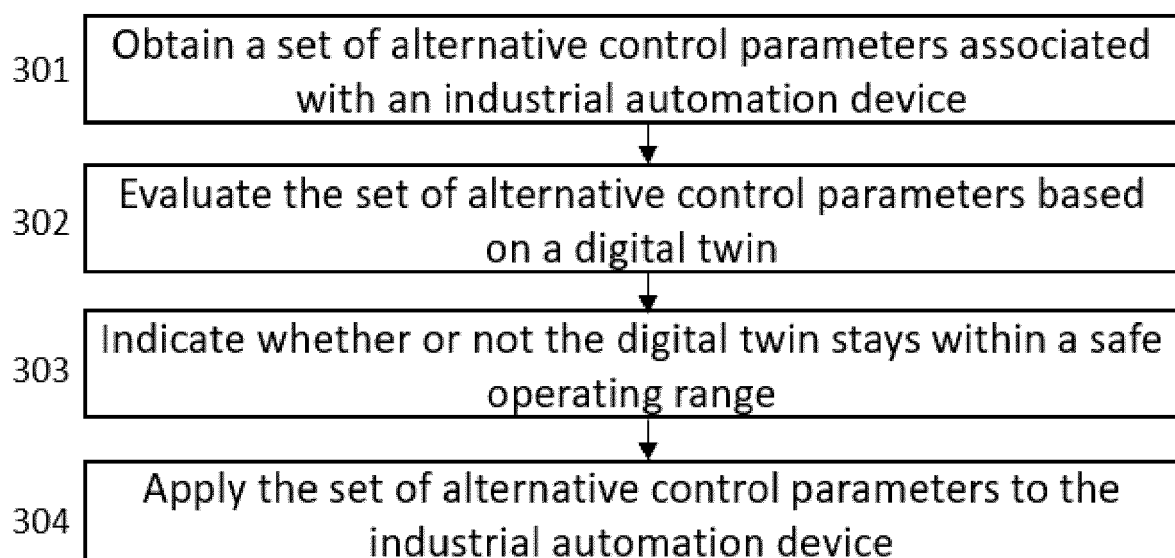 301
Obtain a set of alternative control parameters associated
with an industrial automation device
302
Evaluate the set of alternative control parameters based
on a digital twin
303
Indicate whether or not the digital twin stays within a safe
operating range
304
Apply the set of alternative control parameters to the
industrial automation device